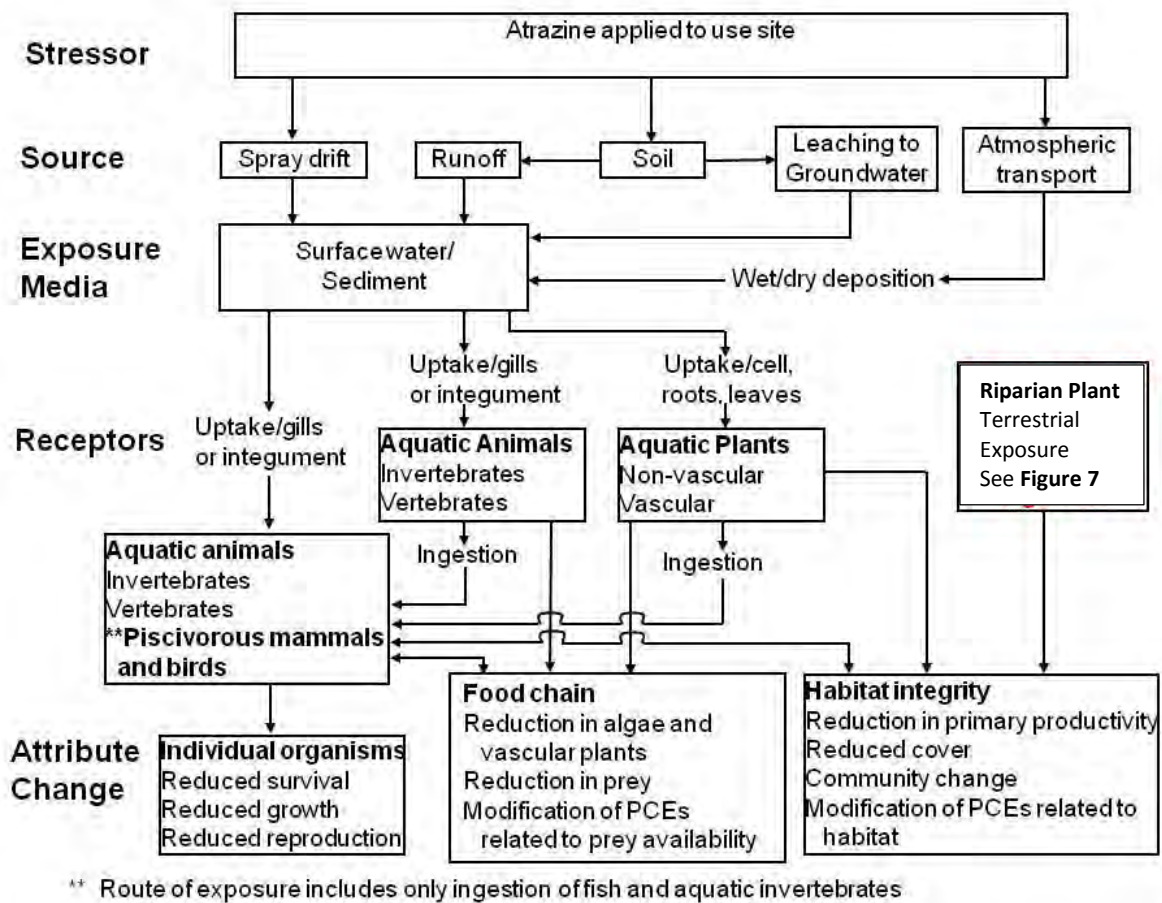 Stressor
Atrazine applied to use site
Source
Spray drift
Runoff
Soil
Leaching to
Groundwater
Atmospheric
transport
Exposure
Media
Surface water/
Sediment
Wet/dry deposition
Receptors
Uptake/gills
or integument
Uptake/gills
or integument
Uptake/cell,
roots, leaves
Riparian Plant
Terrestrial
Exposure
See Figure 7
Aquatic Animals
Invertebrates
Vertebrates
Aquatic Plants
Non-vascular
Vascular
Ingestion
Ingestion
Aquatic animals
Invertebrates
Vertebrates
**Piscivorous mammals
and birds
Attribute
Change
Individual organisms
Reduced survival
Reduced growth
Reduced reproduction
Food chain
Reduction in algae and
vascular plants
Reduction in prey
Modification of PCEs
related to prey availability
Habitat integrity
Reduction in primary productivity
Reduced cover
Community change
Modification of PCEs related to
habitat
** Route of exposure includes only ingestion of fish and aquatic invertebrates